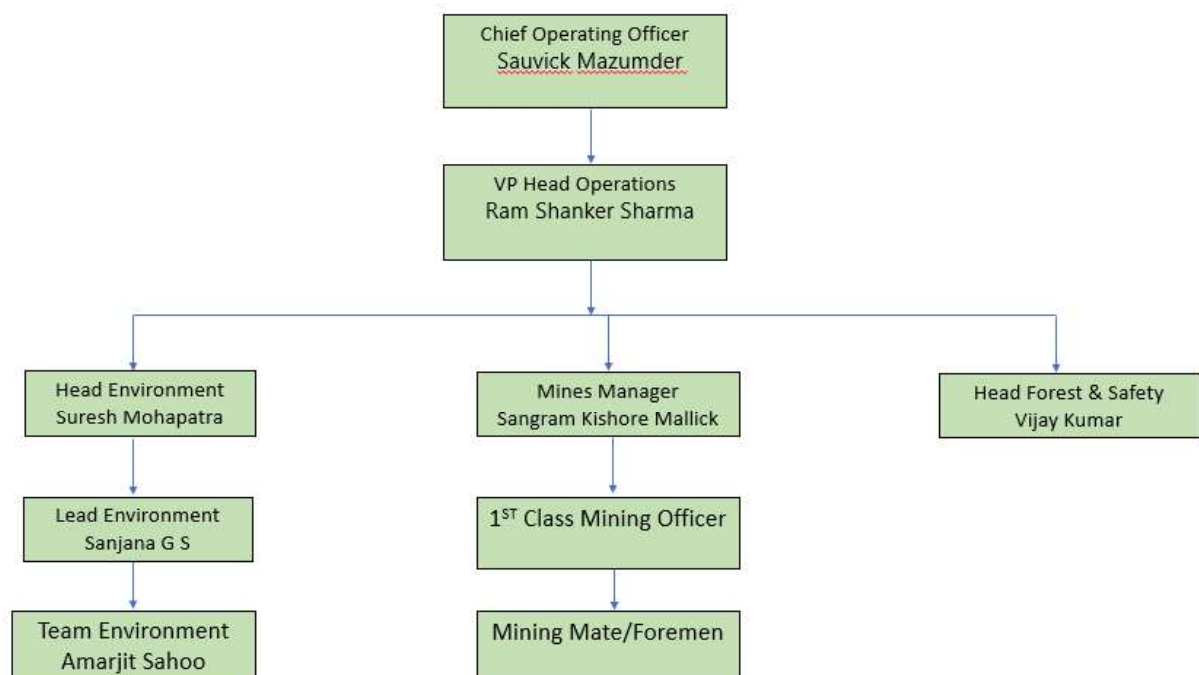 Chief Operating Officer
Sauvick Mazumder
VP Head Operations
Ram Shanker Sharma
Head Environment
Suresh Mohapatra
Mines Manager
Sangram Kishore Mallick
Head Forest & Safety
Vijay Kumar
Lead Environment
Sanjana G S
1ST Class Mining Officer
Team Environment
Amarjit Sahoo
Mining Mate/Foremen